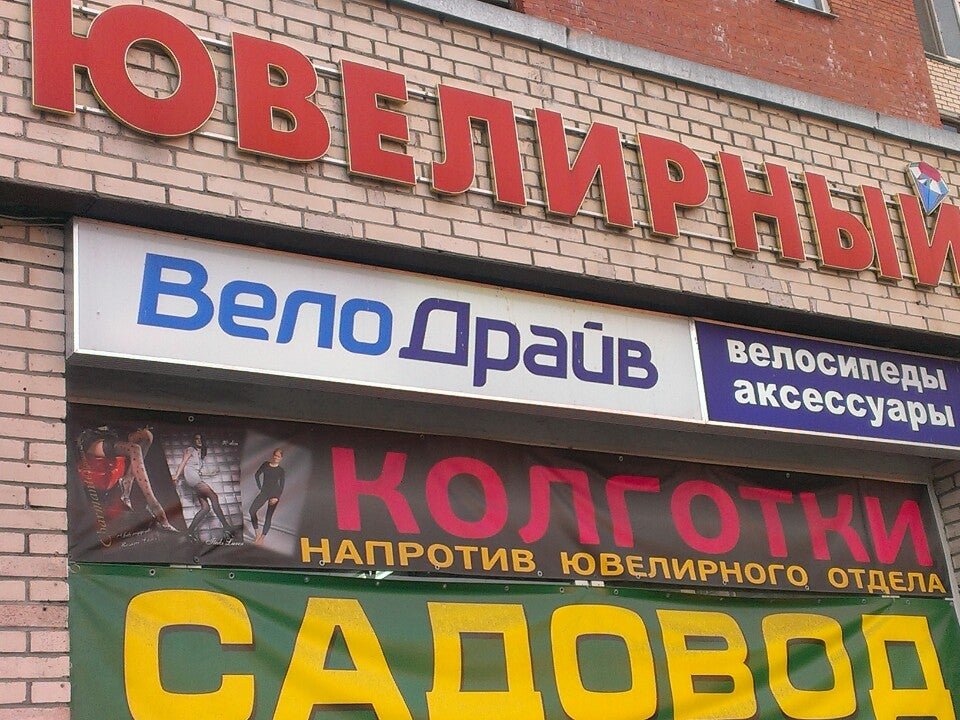 ЮВЕЛИРНЫЙ
ВелоДрайв
велосипеды
аксессуары
КОЛГОТКИ
НАПРОТИВ ЮВЕЛИРНОГО ОТДЕЛА
САДОВОД